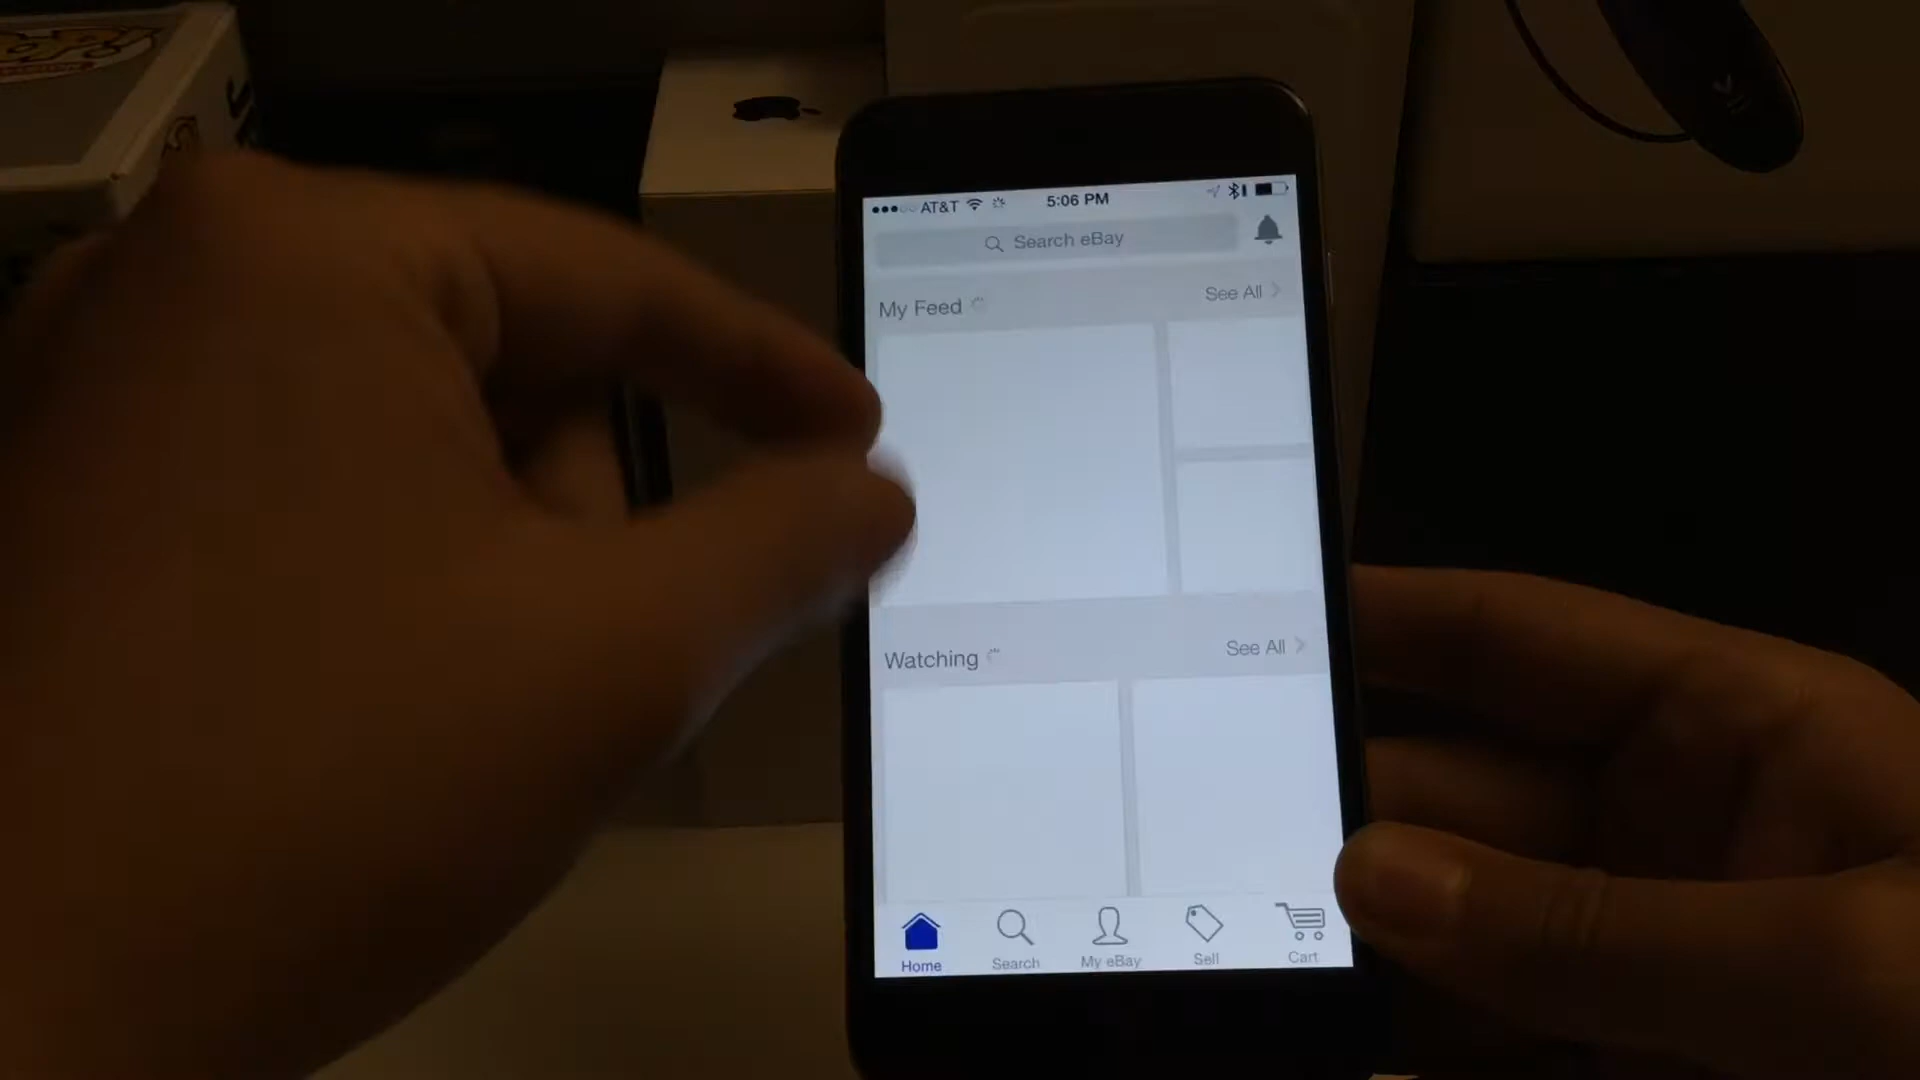 AT&T 5:06 PM
Search eBay
My Feed See All
Watching See All
Home Search My eBay Sell Cart